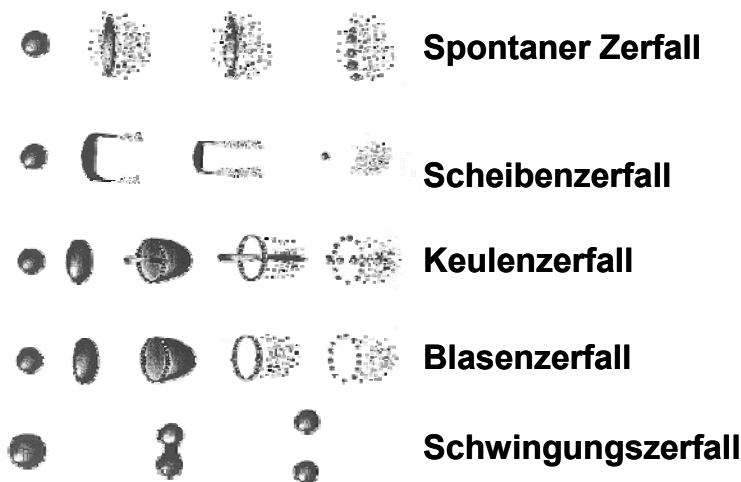 Spontaner Zerfall
Scheibenzerfall
Keulenzerfall
Blasenzerfall
Schwingungszerfall